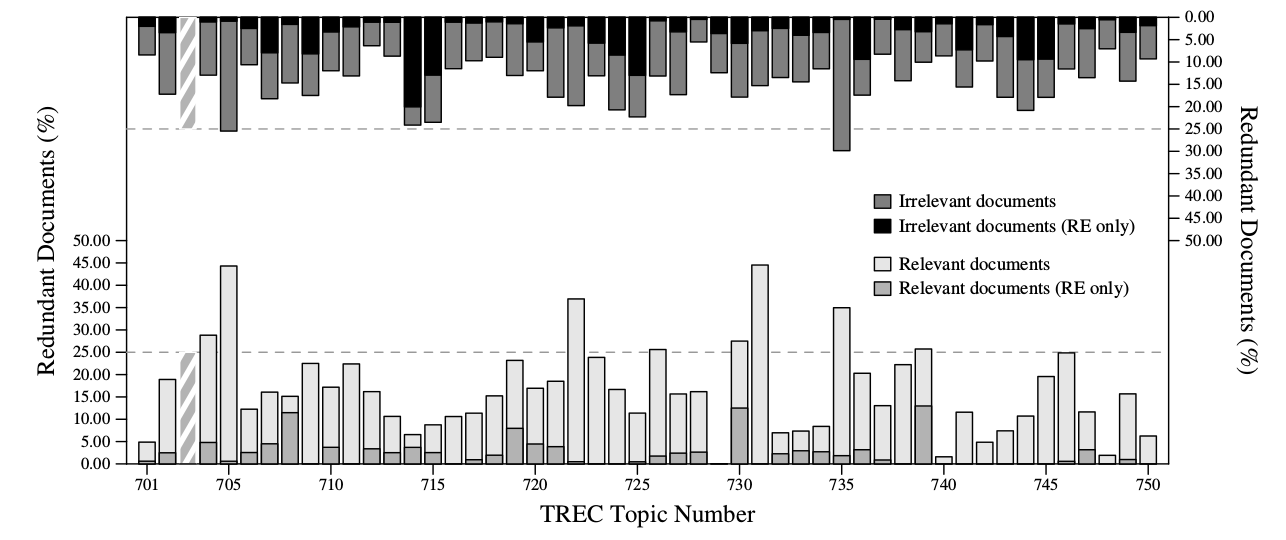 0.00
5.00
10.00
15.00
20.00
25.00
30.00
35.00
40.00
45.00
50.00
Redundant Documents (%)
Redundant Documents (%)
Irrelevant documents
Irrelevant documents (RE only)
Relevant documents
Relevant documents (RE only)
50.00
45.00
40.00
35.00
30.00
25.00
20.00
15.00
10.00
5.00
0.00
701 705 710 715 720 725 730 735 740 745 750
TREC Topic Number